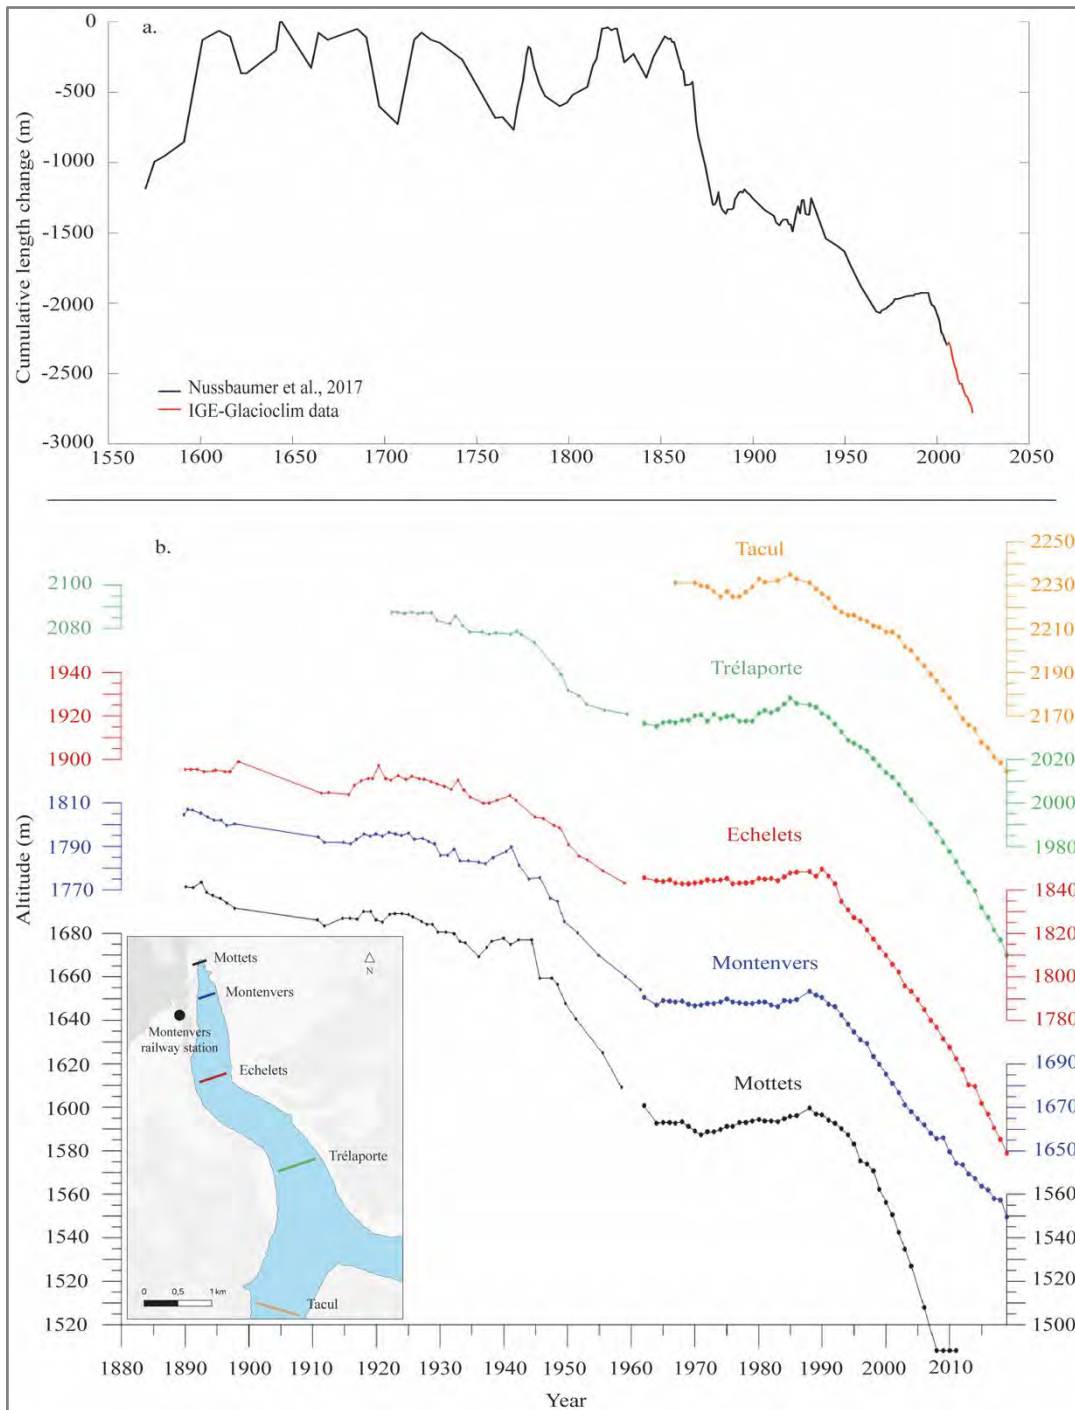 a.
0
-500
-1000
-1500
-2000
-2500
-3000
Cumulative length change (m)
Nussbaumer et al., 2017
IGE-Glacioclim data
1550 1600 1650 1700 1750 1800 1850 1900 1950 2000 2050
b.
Altitude (m)
2100
2080
1940
1920
1900
1810
1790
1770
1680
1660
1640
1620
1600
1580
1560
1540
1520
Tacul
Trélaporte
Echelets
Montenvers
Mottets
2250
2230
2210
2190
2170
2020
2000
1980
1840
1820
1800
1780
1690
1670
1650
1560
1540
1520
1500
Mottets
N
Montenvers
Montenvers
railway station
Echelets
Trélaporte
0 0,5 1 km
Tacul
1880 1890 1900 1910 1920 1930 1940 1950 1960 1970 1980 1990 2000 2010
Year